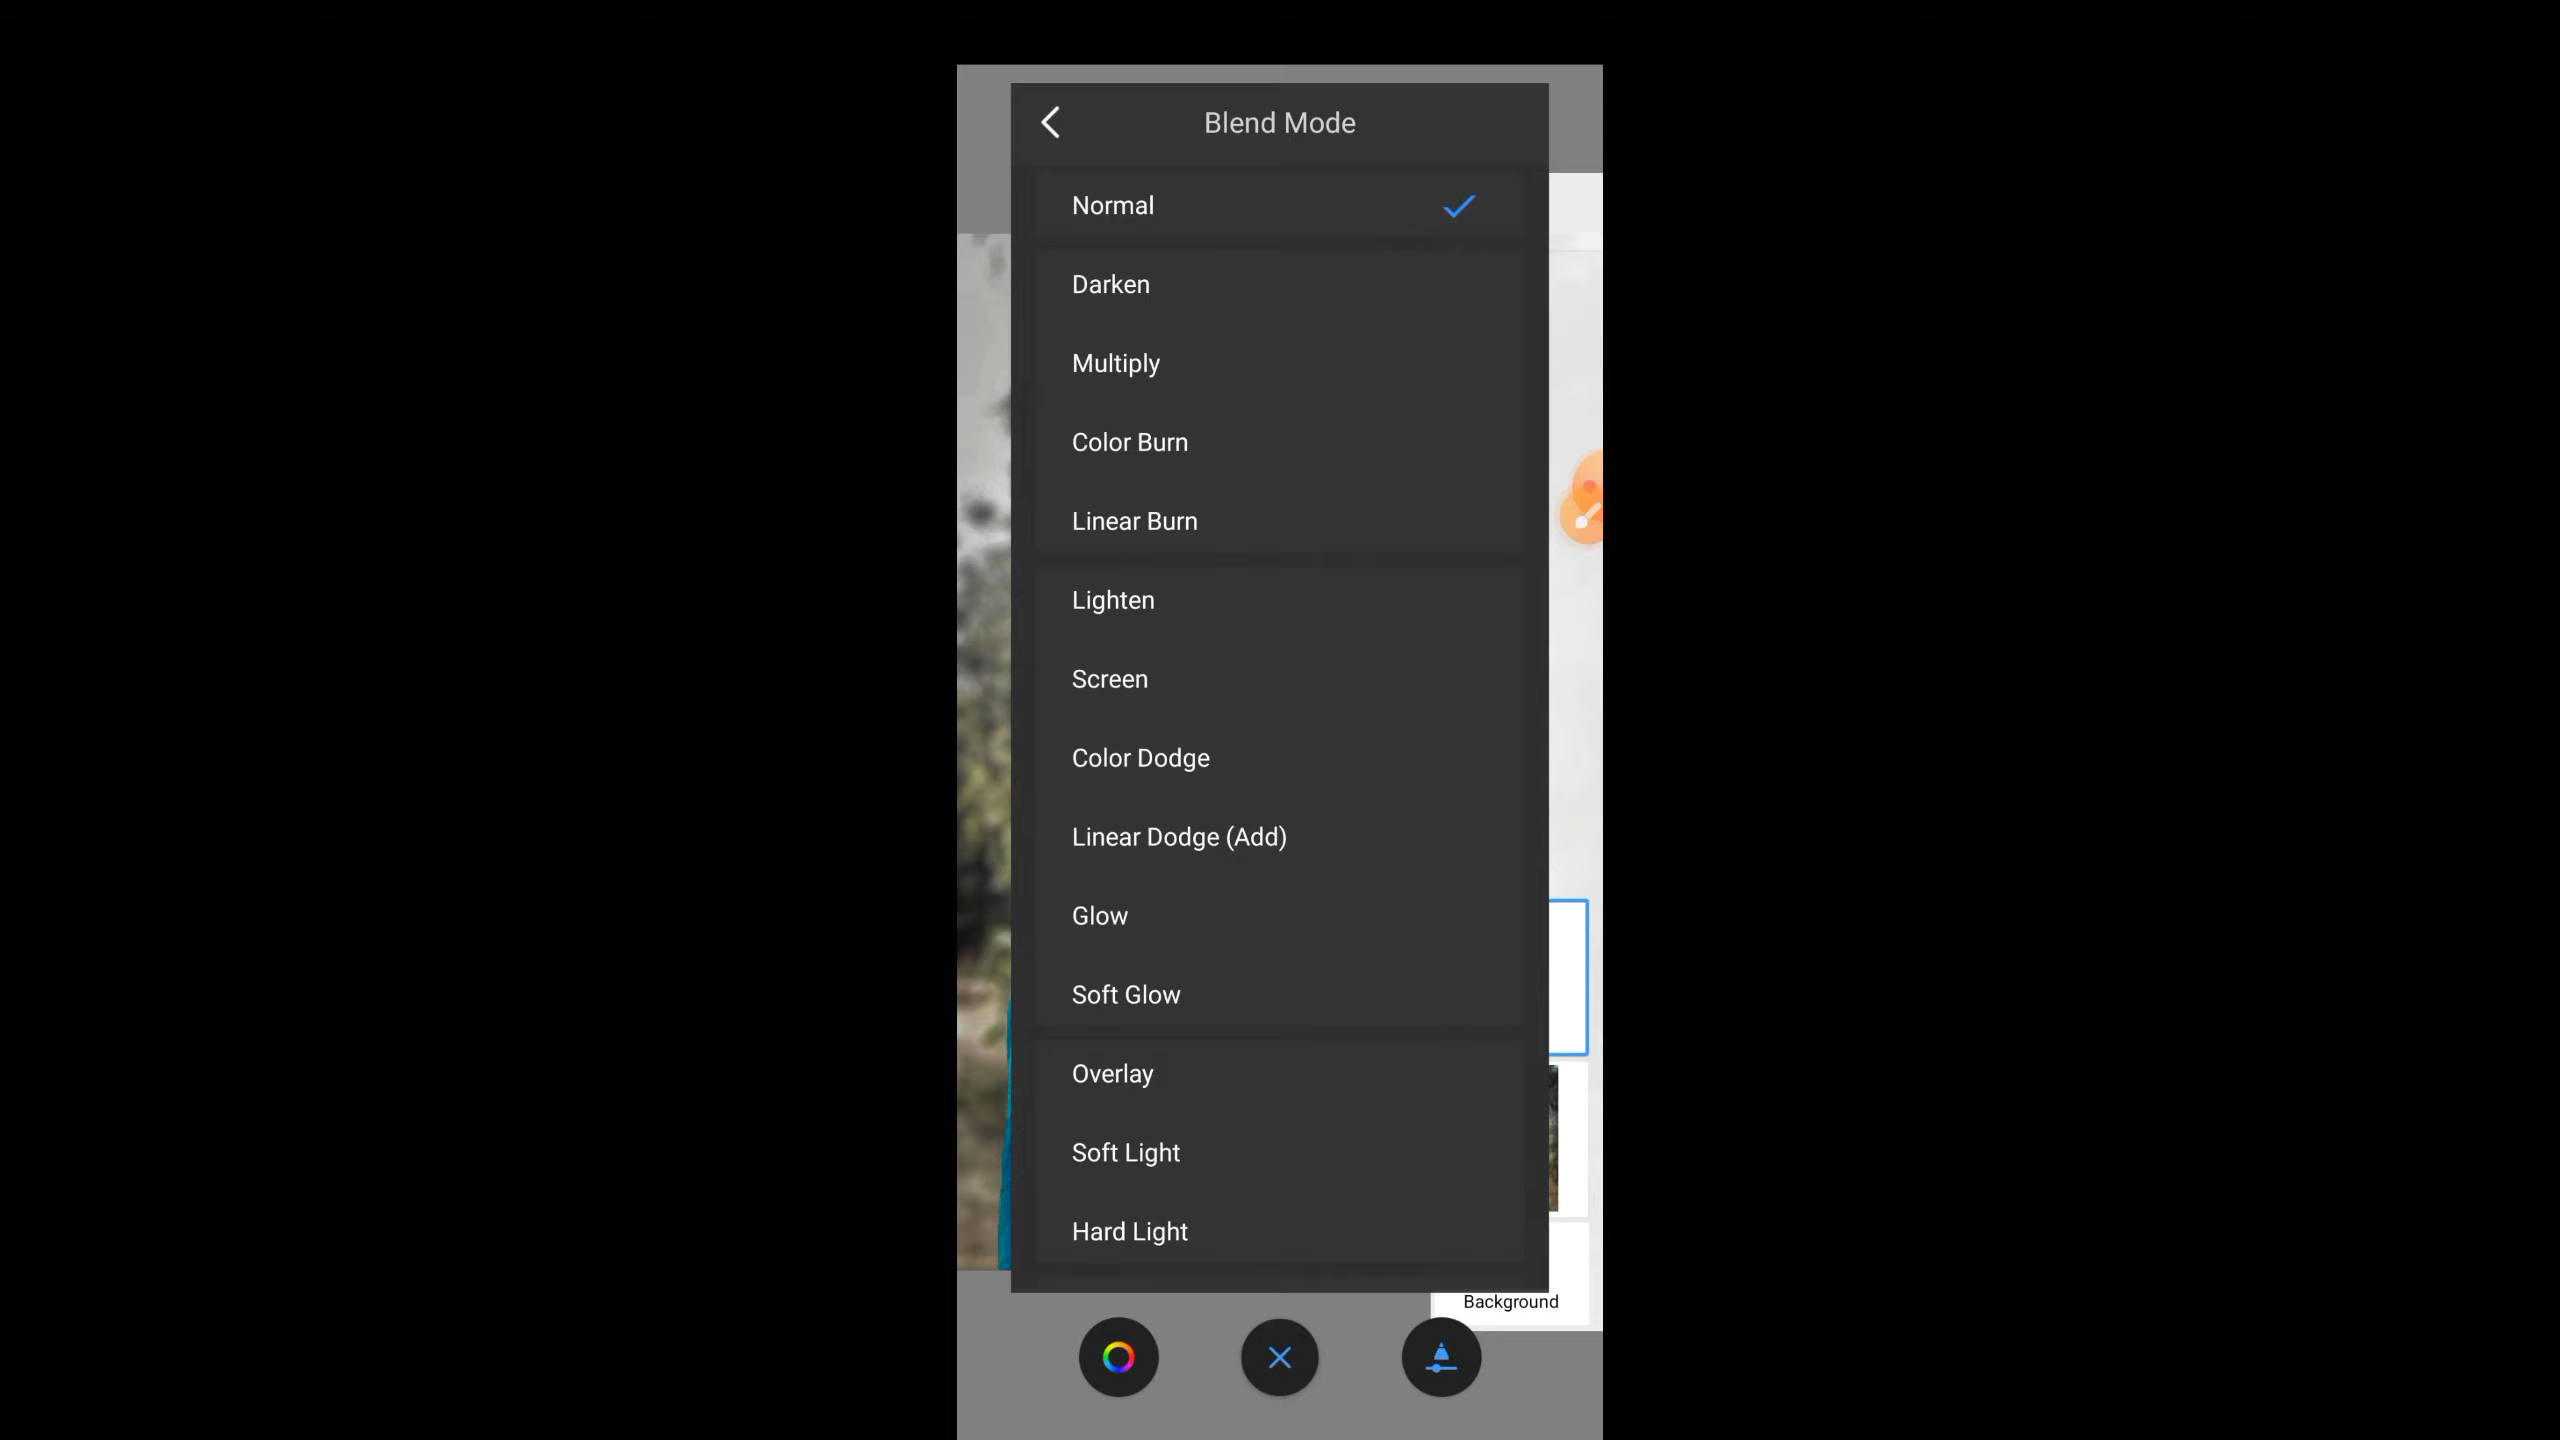 Blend Mode
Normal
Darken
Multiply
Color Burn
Linear Burn
Lighten
Screen
Color Dodge
Linear Dodge (Add)
Glow
Soft Glow
Overlay
Soft Light
Hard Light
Background